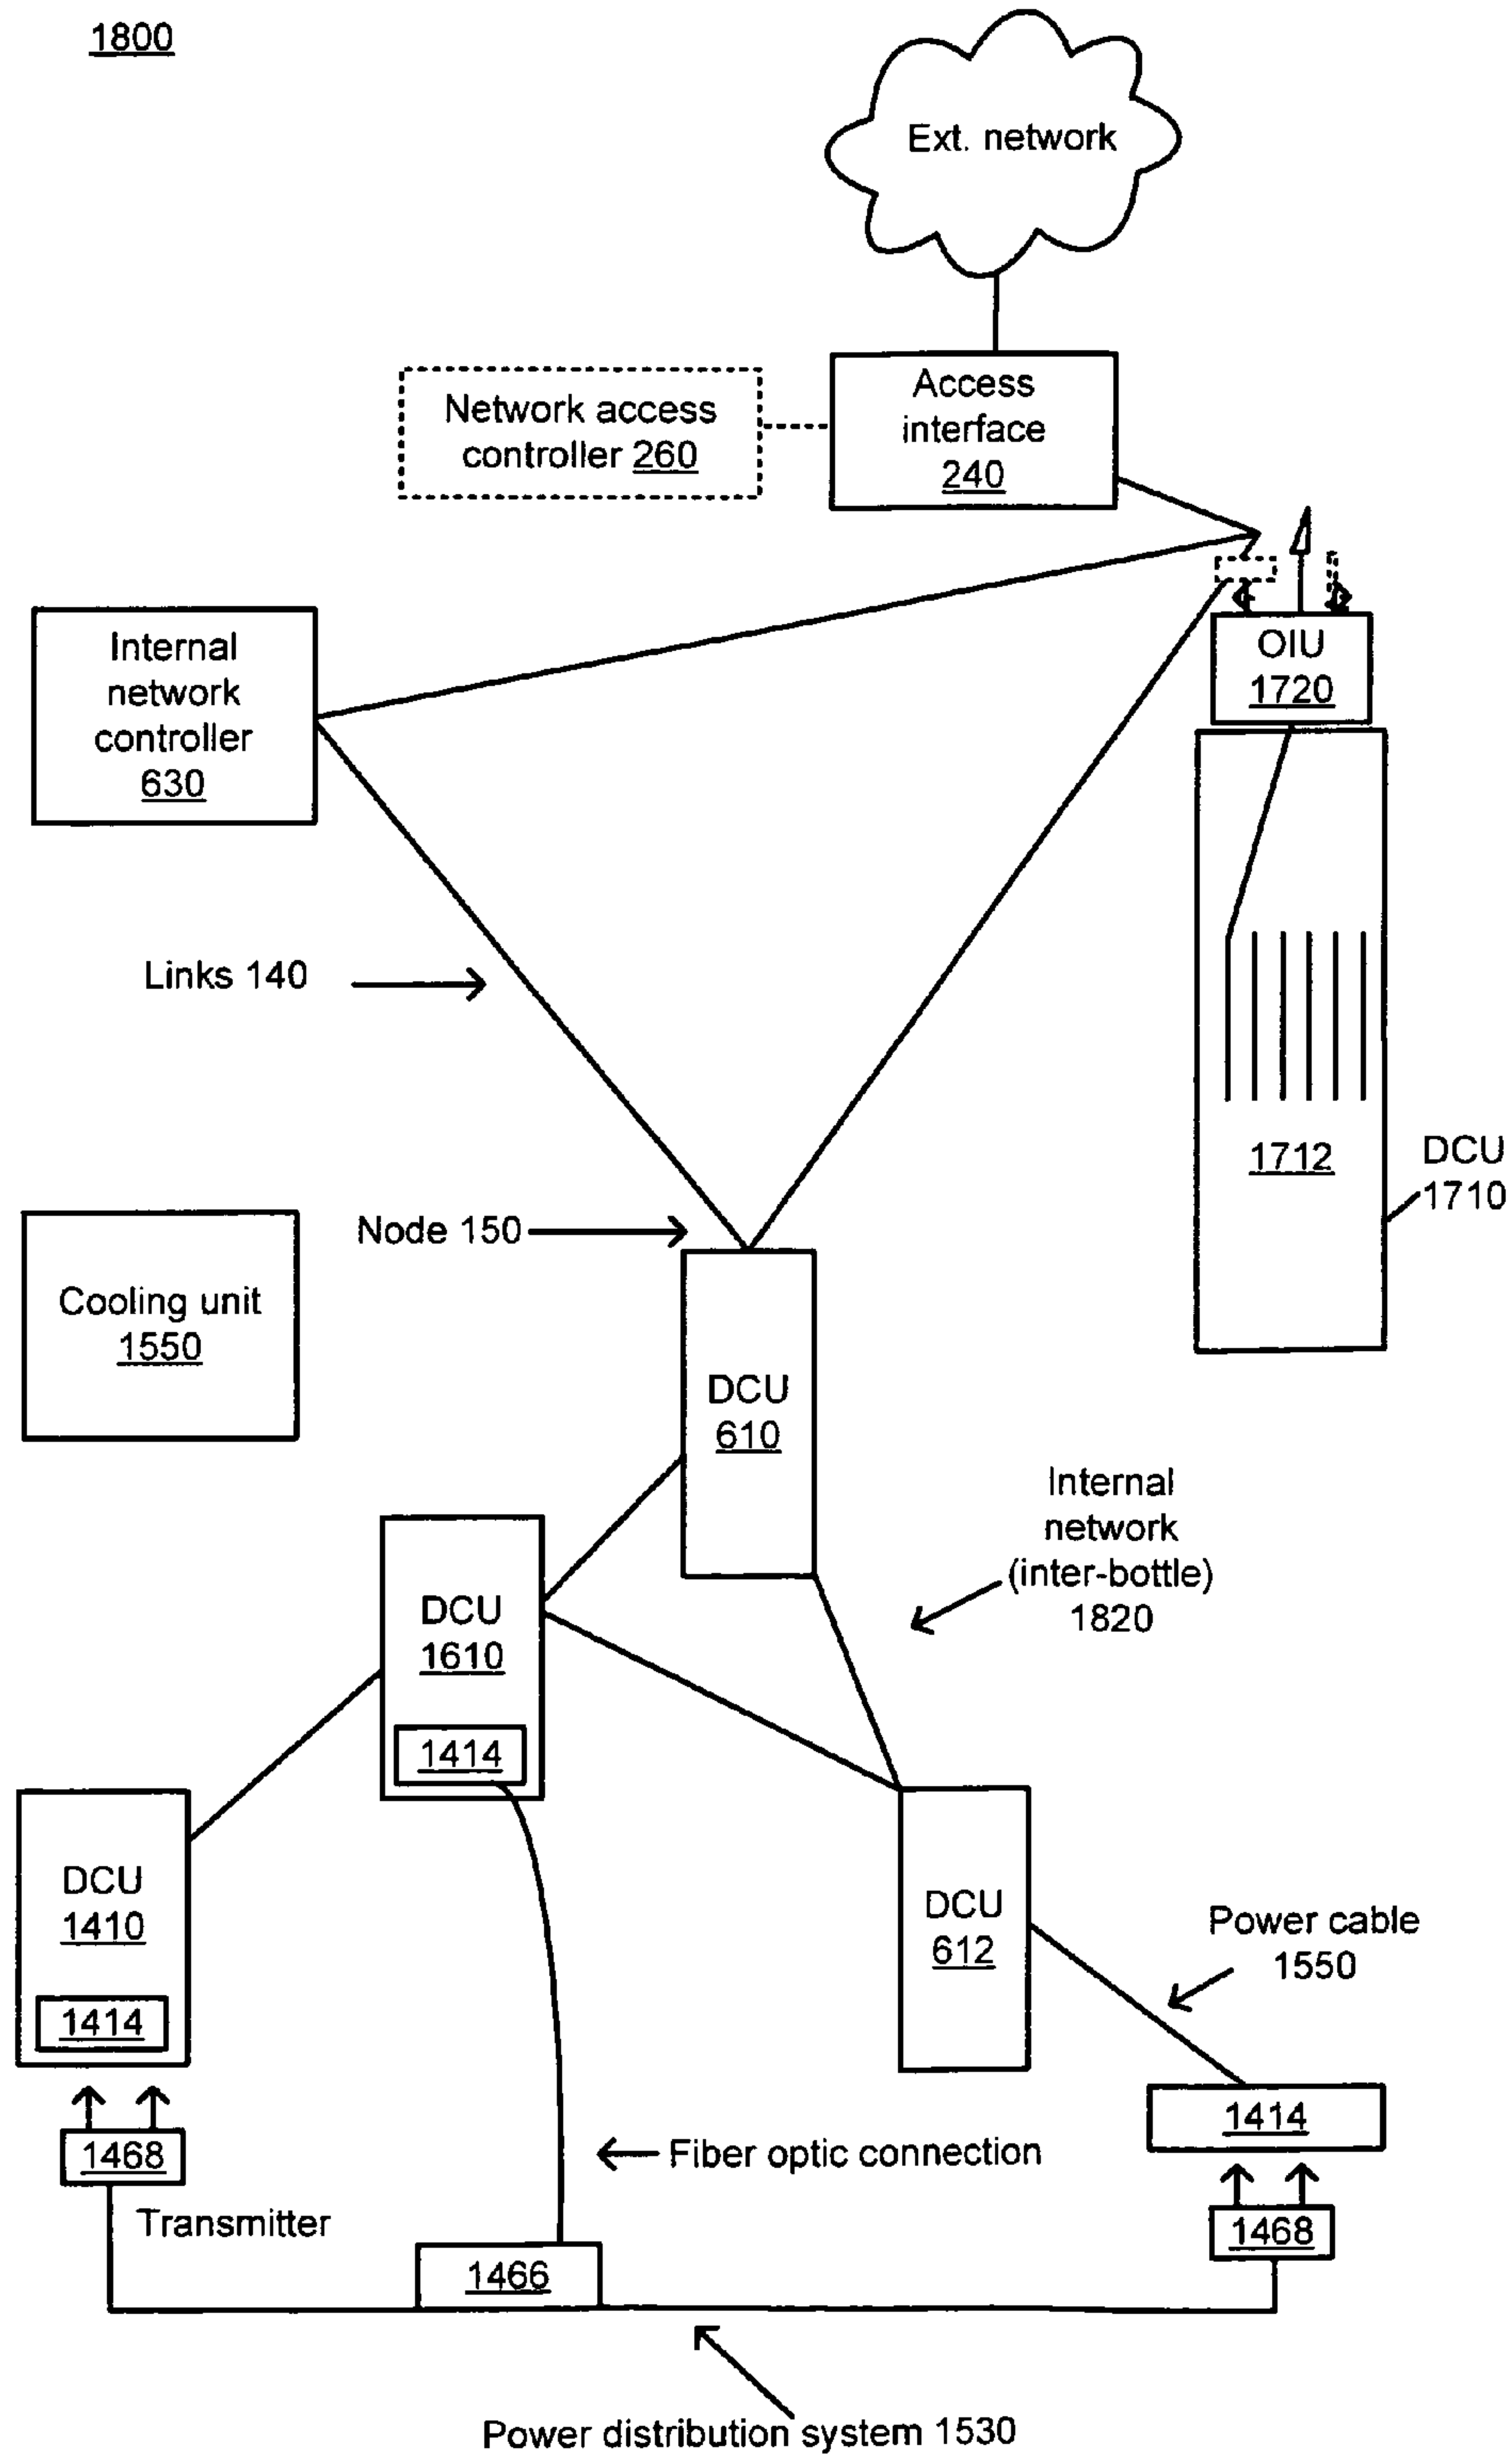 1800
Ext. network
Access
interface
240
Network access
controller 260
Internal
network
controller
630
OIU
1720
Links 140
1712
DCU
1710
Node 150
Cooling unit
1550
DCU
610
Internal
network
(inter-bottle)
1820
DCU
1610
1414
DCU
1410
1414
DCU
612
Power cable
1550
1414
1468
Fiber optic connection
Transmitter
1468
1466
Power distribution system 1530